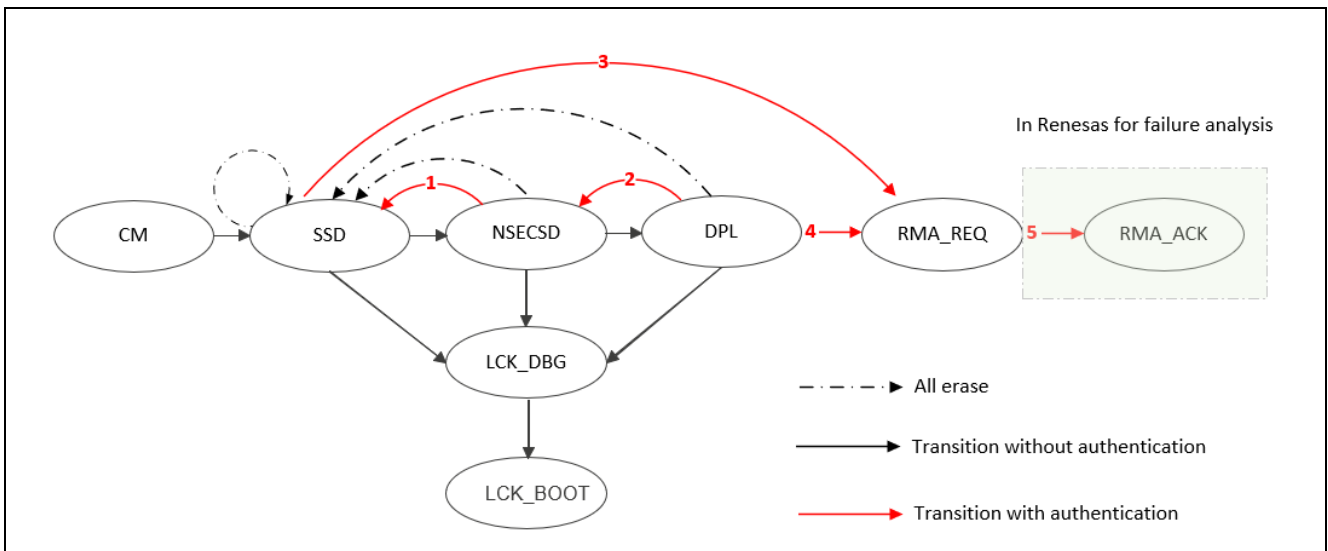 3
In Renesas for failure analysis
1
2
CM
SSD
NSECSD
DPL
4
RMA_REQ
5
RMA_ACK
LCK_DBG
All erase
Transition without authentication
LCK_BOOT
Transition with authentication